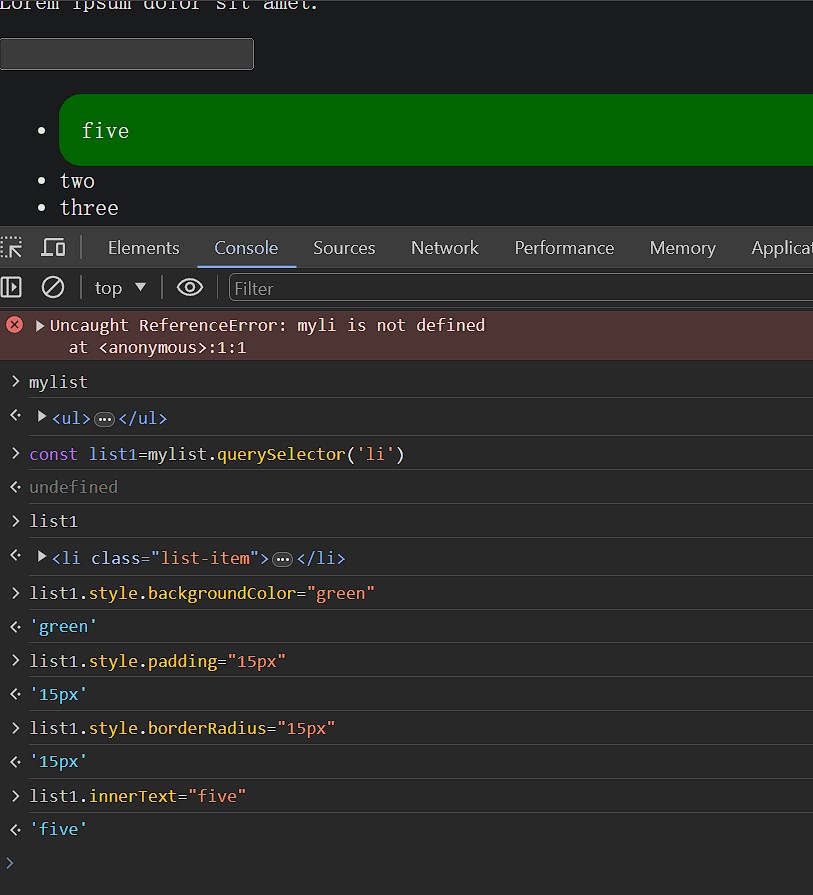 Lorem ipsum dolor sit amet.
five
two
three
Elements Console Sources Network Performance Memory Applicat
top Filter
Uncaught ReferenceError: myli is not defined
at <anonymous>:1:1
mylist
<ul>…</ul>
const list1=mylist.querySelector('li')
undefined
list1
<li class="list-item">…</li>
list1.style.backgroundColor="green"
'green'
list1.style.padding="15px"
'15px'
list1.style.borderRadius="15px"
'15px'
list1.innerText="five"
'five'